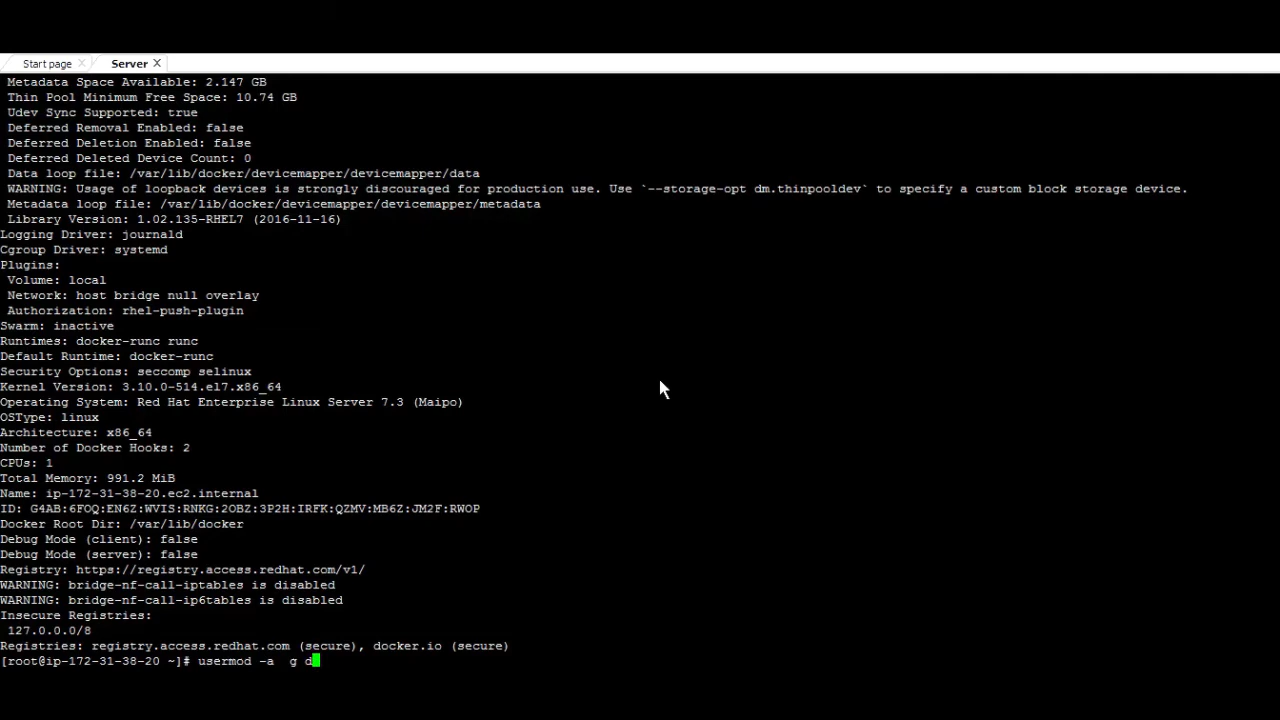 Start page
Server
Metadata Space Available: 2.147 GB
Thin Pool Minimum Free Space: 10.74 GB
Udev Sync Supported: true
Deferred Removal Enabled: false
Deferred Deletion Enabled: false
Deferred Deleted Device Count: 0
Data loop file: /var/lib/docker/devicemapper/devicemapper/data
WARNING: Usage of loopback devices is strongly discouraged for production use. Use `--storage-opt dm.thinpooldev` to specify a custom block storage device.
Metadata loop file: /var/lib/docker/devicemapper/devicemapper/metadata
Library Version: 1.02.135-RHEL7 (2016-11-16)
Logging Driver: journald
Cgroup Driver: systemd
Plugins:
Volume: local
Network: host bridge null overlay
Authorization: rhel-push-plugin
Swarm: inactive
Runtimes: docker-runc runc
Default Runtime: docker-runc
Security Options: seccomp selinux
Kernel Version: 3.10.0-514.el7.x86_64
Operating System: Red Hat Enterprise Linux Server 7.3 (Maipo)
OSType: linux
Architecture: x86_64
Number of Docker Hooks: 2
CPUs: 1
Total Memory: 991.2 MiB
Name: ip-172-31-38-20.ec2.internal
ID: G4AB:6FOQ:EN6Z:WVIS:RNKG:2OBZ:3P2H:IRFK:QZMV:MB6Z:JM2F:RWOP
Docker Root Dir: /var/lib/docker
Debug Mode (client): false
Debug Mode (server): false
Registry: https://registry.access.redhat.com/v1/
WARNING: bridge-nf-call-iptables is disabled
WARNING: bridge-nf-call-ip6tables is disabled
Insecure Registries:
127.0.0.0/8
Registries: registry.access.redhat.com (secure), docker.io (secure)
[root@ip-172-31-38-20 ~]# usermod -a  g d